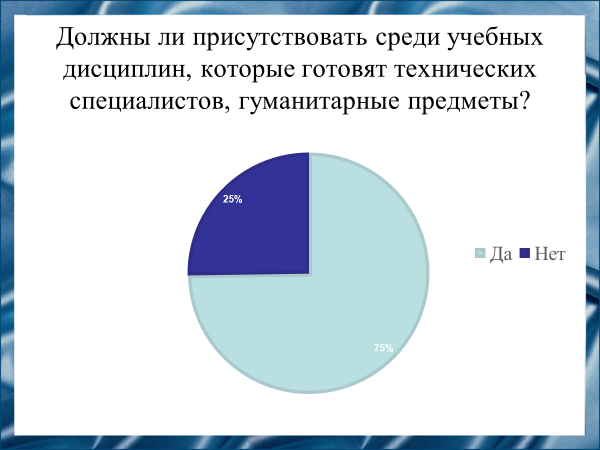 Должны ли присутствовать среди учебных
дисциплин, которые готовят технических
специалистов, гуманитарные предметы?
25%
Да Нет
75%